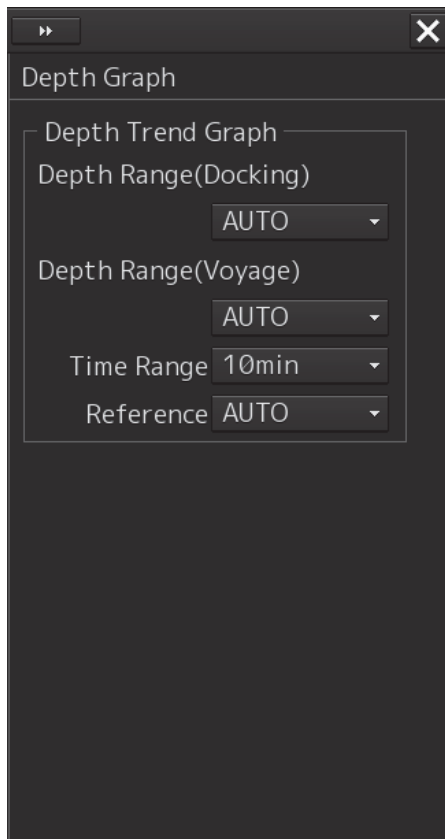 Depth Graph
Depth Trend Graph
Depth Range(Docking)
AUTO
Depth Range(Voyage)
AUTO
Time Range 10min
Reference AUTO